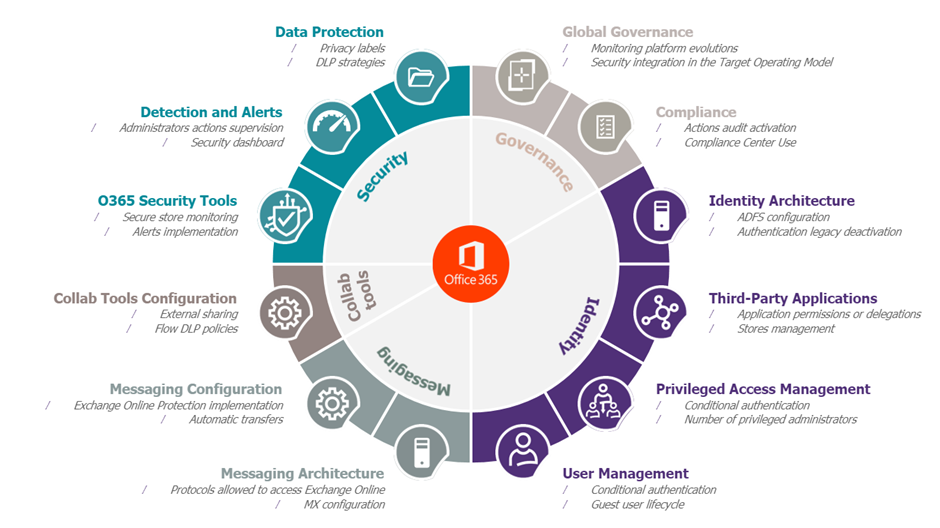 Data Protection
/ Privacy labels
/ DLP strategies
Detection and Alerts
/ Administrators actions supervision
/ Security dashboard
O365 Security Tools
/ Secure store monitoring
/ Alerts implementation
Collab Tools Configuration
/ External sharing
/ Flow DLP policies
Messaging Configuration
/ Exchange Online Protection implementation
/ Automatic transfers
Messaging Architecture
/ Protocols allowed to access Exchange Online
/ MX configuration
Global Governance
/ Monitoring platform evolutions
/ Security integration in the Target Operating Model
Compliance
/ Actions audit activation
/ Compliance Center Use
Identity Architecture
/ ADFS configuration
/ Authentication legacy deactivation
Third-Party Applications
/ Application permissions or delegations
/ Stores management
Privileged Access Management
/ Conditional authentication
/ Number of privileged administrators
User Management
/ Conditional authentication
/ Guest user lifecycle
Security
Governance
Collab
tools
Messaging
Identity
Office 365